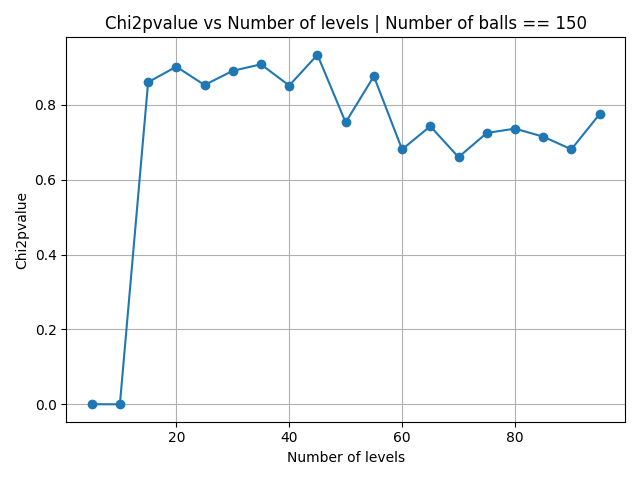 Chi2pvalue vs Number of levels | Number of balls == 150
Chi2pvalue
0.8
0.6
0.4
0.2
0.0
20 40 60 80
Number of levels